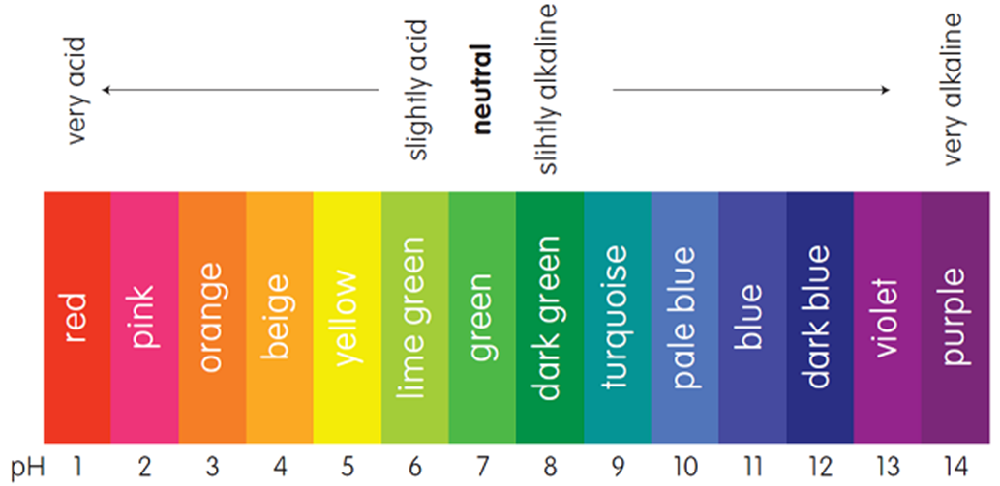 very acid
slightly acid
neutral
slihtly alkaline
very alkaline
red
pink
orange
beige
yellow
lime green
green
dark green
turquoise
pale blue
blue
dark blue
violet
purple
pH 1 2 3 4 5 6 7 8 9 10 11 12 13 14